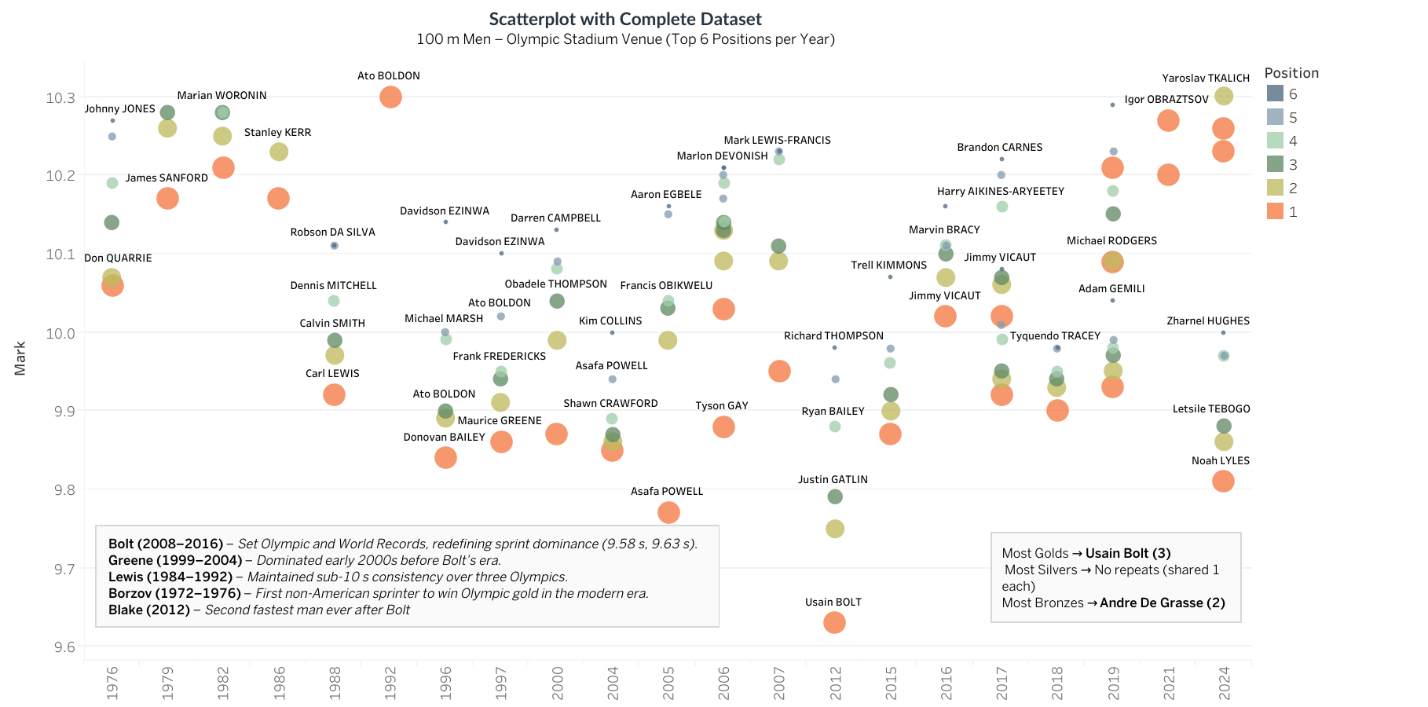 Scatterplot with Complete Dataset
100 m Men – Olympic Stadium Venue (Top 6 Positions per Year)
Position
6
5
4
3
2
1
Mark
10.3
10.2
10.1
10.0
9.9
9.8
9.7
9.6
Johnny JONES
Don QUARRIE
James SANFORD
Marian WORONIN
Stanley KERR
Robson DA SILVA
Dennis MITCHELL
Calvin SMITH
Carl LEWIS
Ato BOLDON
Davidson EZINWA
Michael MARSH
Ato BOLDON
Donovan BAILEY
Davidson EZINWA
Ato BOLDON
Frank FREDERICKS
Maurice GREENE
Darren CAMPBELL
Obadele THOMPSON
Kim COLLINS
Asafa POWELL
Shawn CRAWFORD
Aaron EGBELE
Francis OBIKWELU
Asafa POWELL
Marlon DEVONISH
Tyson GAY
Mark LEWIS-FRANCIS
Richard THOMPSON
Ryan BAILEY
Justin GATLIN
Usain BOLT
Trell KIMMONS
Harry AIKINES-ARYEETEY
Marvin BRACY
Jimmy VICAUT
Brandon CARNES
Jimmy VICAUT
Tyquendo TRACEY
Michael RODGERS
Adam GEMILI
Igor OBRAZTSOV
Yaroslav TKALICH
Zharnel HUGHES
Letsile TEBOGO
Noah LYLES
Bolt (2008–2016) – Set Olympic and World Records, redefining sprint dominance (9.58 s, 9.63 s).
Greene (1999–2004) – Dominated early 2000s before Bolt's era.
Lewis (1984–1992) – Maintained sub-10 s consistency over three Olympics.
Borzov (1972–1976) – First non-American sprinter to win Olympic gold in the modern era.
Blake (2012) – Second fastest man ever after Bolt
Most Golds → Usain Bolt (3)
Most Silvers → No repeats (shared 1
each)
Most Bronzes → Andre De Grasse (2)
1976
1979
1982
1986
1988
1992
1996
1997
2000
2004
2005
2006
2007
2012
2015
2016
2017
2018
2019
2021
2024